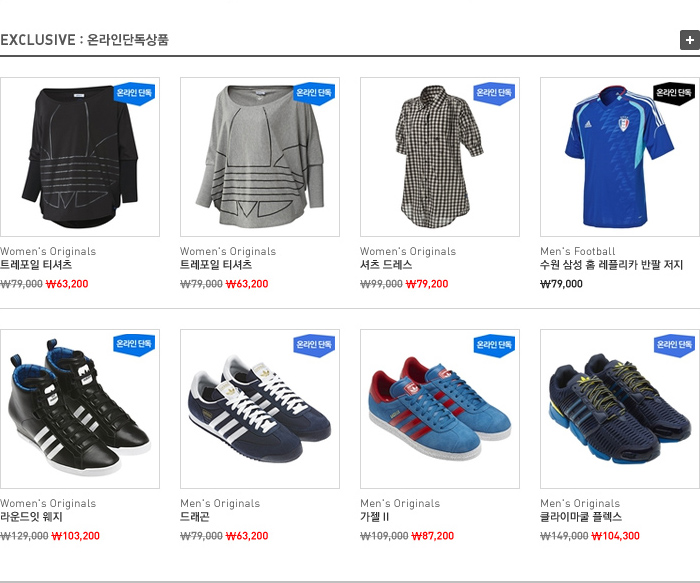 EXCLUSIVE : 온라인단독상품
+
온라인 단독
온라인 단독
온라인 단독
온라인 단독
Women's Originals
트레포일 티셔츠
₩79,000 ₩63,200
Women's Originals
트레포일 티셔츠
₩79,000 ₩63,200
Women's Originals
셔츠 드레스
₩99,000 ₩79,200
Men's Football
수원 삼성 홈 레플리카 반팔 저지
₩79,000
온라인 단독
온라인 단독
온라인 단독
온라인 단독
Women's Originals
라운드잇 웨지
₩129,000 ₩103,200
Men's Originals
드래곤
₩79,000 ₩63,200
Men's Originals
가젤 II
₩109,000 ₩87,200
Men's Originals
클라이마쿨 플렉스
₩149,000 ₩104,300